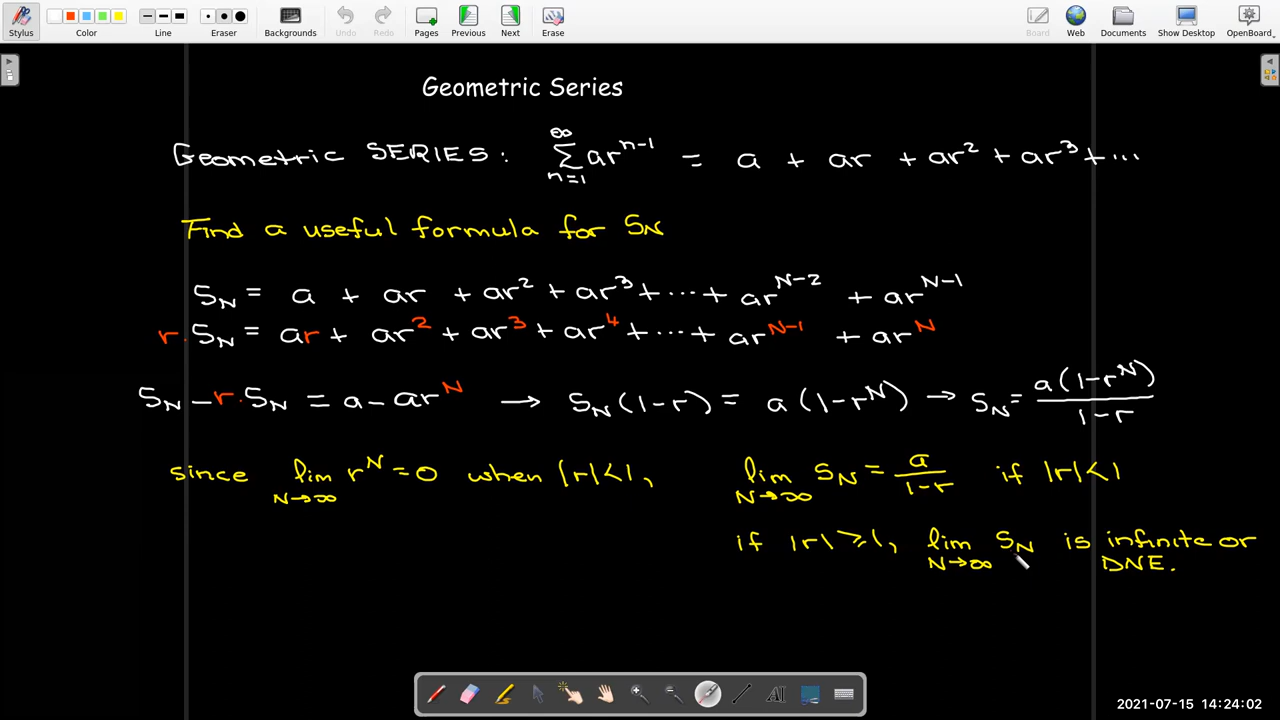 Stylus Color Line Eraser Backgrounds Undo Redo Pages Previous Next Erase Board Web Documents Show Desktop OpenBoard
Geometric Series
Geometric SERIES: ∞ ∑ n=1 ar^(n-1) = a + ar + ar² + ar³ + ...
Find a useful formula for S_N
S_N = a + ar + ar² + ar³ + ... + ar^(N-2) + ar^(N-1)
r · S_N = ar + ar² + ar³ + ar⁴ + ... + ar^(N-1) + ar^N
S_N - r · S_N = a - ar^N → S_N (1-r) = a (1-r^N) → S_N = a(1-r^N) / 1-r
since lim N→∞ r^N = 0 when |r|<1, lim N→∞ S_N = a / 1-r if |r|<1
if |r| ≥ 1, lim N→∞ S_N is infinite or
DNE.
AI
2021-07-15 14:24:02